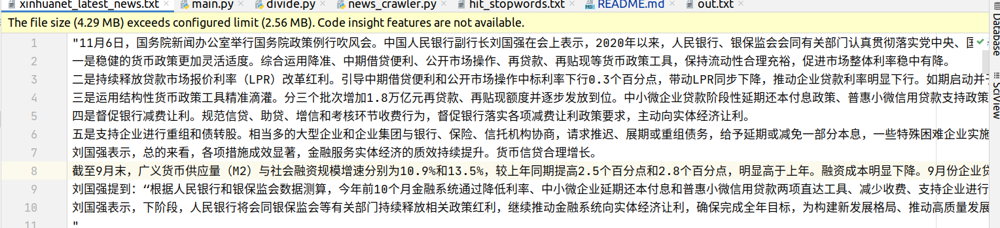 xinhuanet_latest_news.txt main.py divide.py news_crawler.py hit_stopwords.txt README.md out.txt
The file size (4.29 MB) exceeds configured limit (2.56 MB). Code insight features are not available.
1 "11月6日，国务院新闻办公室举行国务院政策例行吹风会。中国人民银行副行长刘国强在会上表示，2020年以来，人民银行、银保监会会同有关部门认真贯彻落实党中央、国
2 一是稳健的货币政策更加灵活适度。综合运用降准、中期借贷便利、公开市场操作、再贷款、再贴现等货币政策工具，保持流动性合理充裕，促进市场整体利率稳中有降。
3 二是持续释放贷款市场报价利率（LPR）改革红利。引导中期借贷便利和公开市场操作中标利率下行0.3个百分点，带动LPR同步下降，推动企业贷款利率明显下行。如期启动并
4 三是运用结构性货币政策工具精准滴灌。分三个批次增加1.8万亿元再贷款、再贴现额度并逐步发放到位。中小微企业贷款阶段性延期还本付息政策、普惠小微信用贷款支持政策
5 四是督促银行减费让利。规范信贷、助贷、增信和考核环节收费行为，督促银行落实各项减费让利政策要求，主动向实体经济让利。
6 五是支持企业进行重组和债转股。相当多的大型企业和企业集团与银行、保险、信托机构协商，请求推迟、展期或重组债务，给予延期或减免一部分本息，一些特殊困难企业实施
7 刘国强表示，总的来看，各项措施成效显著，金融服务实体经济的质效持续提升。货币信贷合理增长。
8 截至9月末，广义货币供应量（M2）与社会融资规模增速分别为10.9%和13.5%，较上年同期提高2.5个百分点和2.8个百分点，明显高于上年。融资成本明显下降。9月份企业贷
9 刘国强提到：“根据人民银行和银保监会数据测算，今年前10个月金融系统通过降低利率、中小微企业延期还本付息和普惠小微信用贷款两项直达工具、减少收费、支持企业进行
10 刘国强表示，下阶段，人民银行将会同银保监会等有关部门持续释放相关政策红利，继续推动金融系统向实体经济让利，确保完成全年目标，为构建新发展格局、推动高质量发展
11 "
Database
SciView